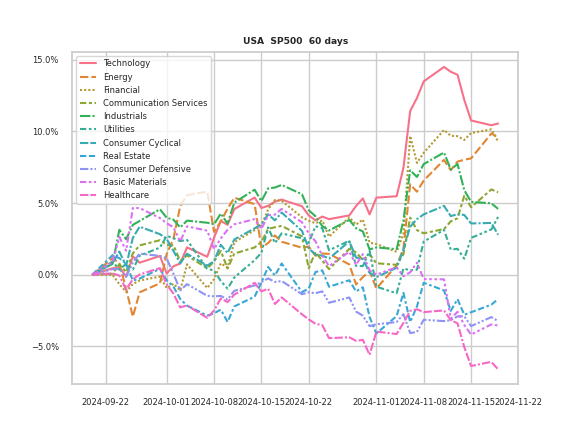 USA SP500 60 days
15.0%
10.0%
5.0%
0.0%
−5.0%
Technology
Energy
Financial
Communication Services
Industrials
Utilities
Consumer Cyclical
Real Estate
Consumer Defensive
Basic Materials
Healthcare
2024-09-22 2024-10-01 2024-10-08 2024-10-15 2024-10-22 2024-11-01 2024-11-08 2024-11-15 2024-11-22